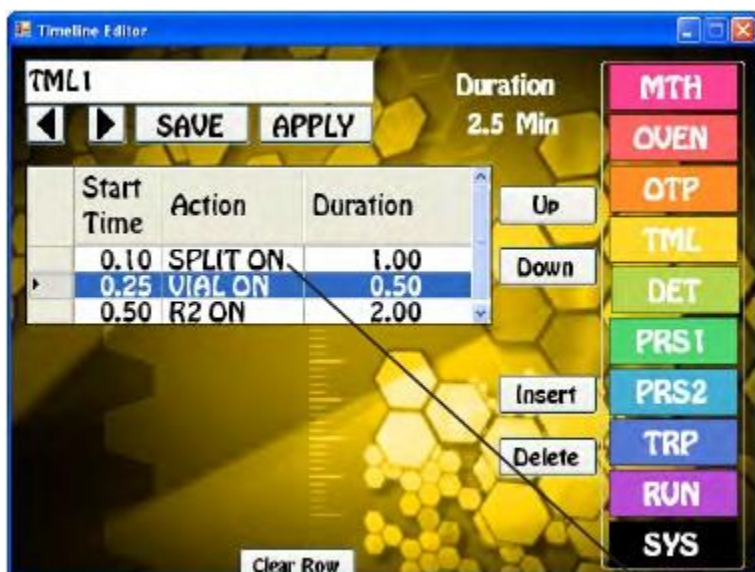 Timeline Editor
TML1
SAVE APPLY
Duration
2.5 Min
Start Time Action Duration
0.10 SPLIT ON 1.00
0.25 VIAL ON 0.50
0.50 R2 ON 2.00
Up
Down
Insert
Delete
Clear Row
MTH
OVEN
OTP
TML
DET
PRS1
PRS2
TRP
RUN
SYS